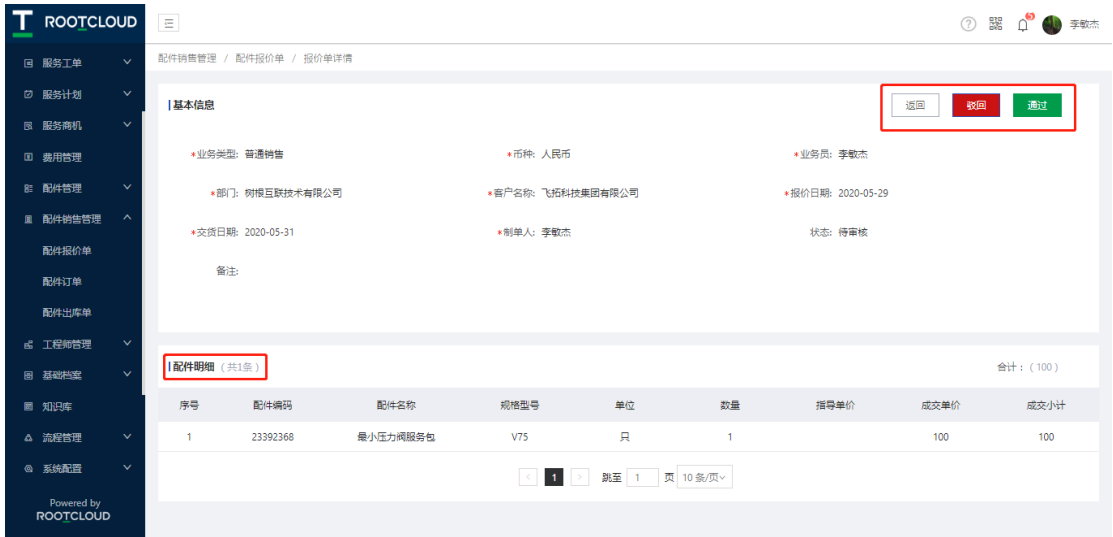 ROOTCLOUD
5
李敏杰
服务工单
服务计划
服务商机
费用管理
配件管理
配件销售管理
配件报价单
配件订单
配件出库单
工程师管理
基础档案
知识库
流程管理
系统配置
Powered by
ROOTCLOUD
配件销售管理 / 配件报价单 / 报价单详情
基本信息
返回 驳回 通过
*业务类型: 普通销售 *币种: 人民币 *业务员: 李敏杰
*部门: 树根互联技术有限公司 *客户名称: 飞拓科技集团有限公司 *报价日期: 2020-05-29
*交货日期: 2020-05-31 *制单人: 李敏杰 状态: 待审核
备注:
配件明细 (共1条) 合计: (100)
序号 配件编码 配件名称 规格型号 单位 数量 指导单价 成交单价 成交小计
1 23392368 最小压力阀服务包 V75 只 1 100 100
< 1 > 跳至 1 页 10 条/页